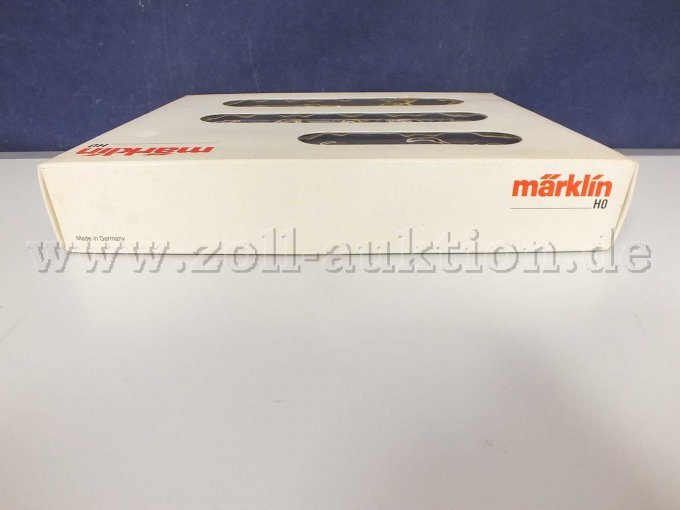 märklin
H0
märklin
H0
Made in Germany
www.zoll-auktion.de